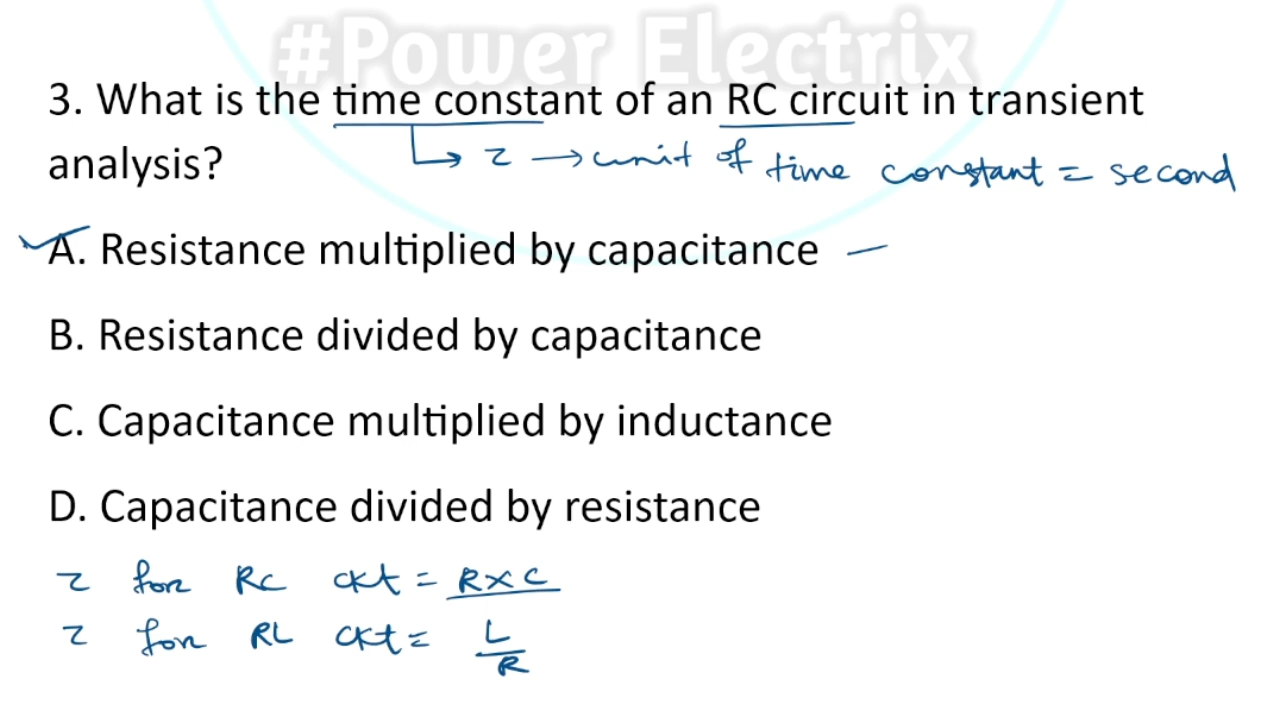 #Power Electrix
3. What is the time constant of an RC circuit in transient
analysis?
↳ τ → unit of time constant = second
A. Resistance multiplied by capacitance
B. Resistance divided by capacitance
C. Capacitance multiplied by inductance
D. Capacitance divided by resistance
τ for RC ckt = R×C
τ for RL ckt = L/R